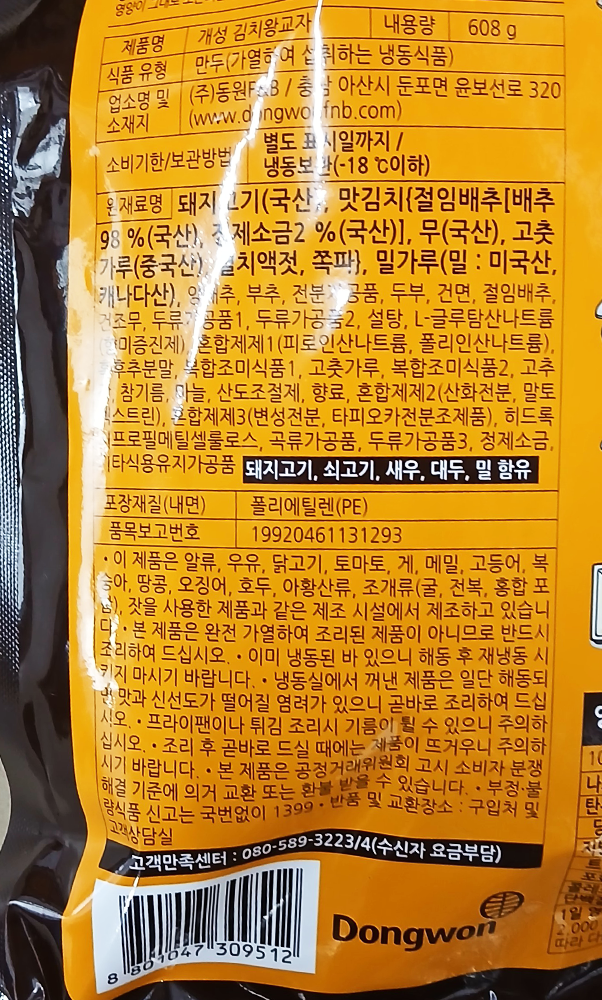 제품명 개성 김치왕교자 내용량 608 g
식품 유형 만두(가열하여 섭취하는 냉동식품)
업소명 및 소재지 (주)동원F&B / 충남 아산시 둔포면 윤보선로 320
(www.dongwonfnb.com)
소비기한/보관방법 별도 표시일까지 /
냉동보관(-18 ℃이하)
원재료명 돼지고기(국산), 맛김치{절임배추[배추
98 %(국산), 정제소금2 %(국산)], 무(국산), 고춧
가루(중국산), 멸치액젓, 쪽파}, 밀가루(밀 : 미국산,
캐나다산), 양배추, 부추, 전분가공품, 두부, 건면, 절임배추,
건조무, 두류가공품1, 두류가공품2, 설탕, L-글루탐산나트륨
(향미증진제), 혼합제제1(피로인산나트륨, 폴리인산나트륨),
흑후추분말, 복합조미식품1, 고춧가루, 복합조미식품2, 고추
참기름, 마늘, 산도조절제, 향료, 혼합제제2(산화전분, 말토
덱스트린), 혼합제제3(변성전분, 타피오카전분조제품), 히드록
시프로필메틸셀룰로스, 곡류가공품, 두류가공품3, 정제소금,
기타식용유지가공품 돼지고기, 쇠고기, 새우, 대두, 밀 함유
포장재질(내면) 폴리에틸렌(PE)
품목보고번호 19920461131293
• 이 제품은 알류, 우유, 닭고기, 토마토, 게, 메밀, 고등어, 복
숭아, 땅콩, 오징어, 호두, 아황산류, 조개류(굴, 전복, 홍합 포
함), 잣을 사용한 제품과 같은 제조 시설에서 제조하고 있습니
다. • 본 제품은 완전 가열하여 조리된 제품이 아니므로 반드시
조리하여 드십시오. • 이미 냉동된 바 있으니 해동 후 재냉동 시
키지 마시기 바랍니다. • 냉동실에서 꺼낸 제품은 일단 해동되
면 맛과 신선도가 떨어질 염려가 있으니 곧바로 조리하여 드십
시오. • 프라이팬이나 튀김 조리시 기름이 튈 수 있으니 주의하
십시오. • 조리 후 곧바로 드실 때에는 제품이 뜨거우니 주의하
시기 바랍니다. • 본 제품은 공정거래위원회 고시 소비자 분쟁
해결 기준에 의거 교환 또는 환불 받을 수 있습니다. • 부정·불
량식품 신고는 국번없이 1399 • 반품 및 교환장소 : 구입처 및
고객상담실
고객만족센터 : 080-589-3223/4(수신자 요금부담)
8 801047 309512
Dongwon